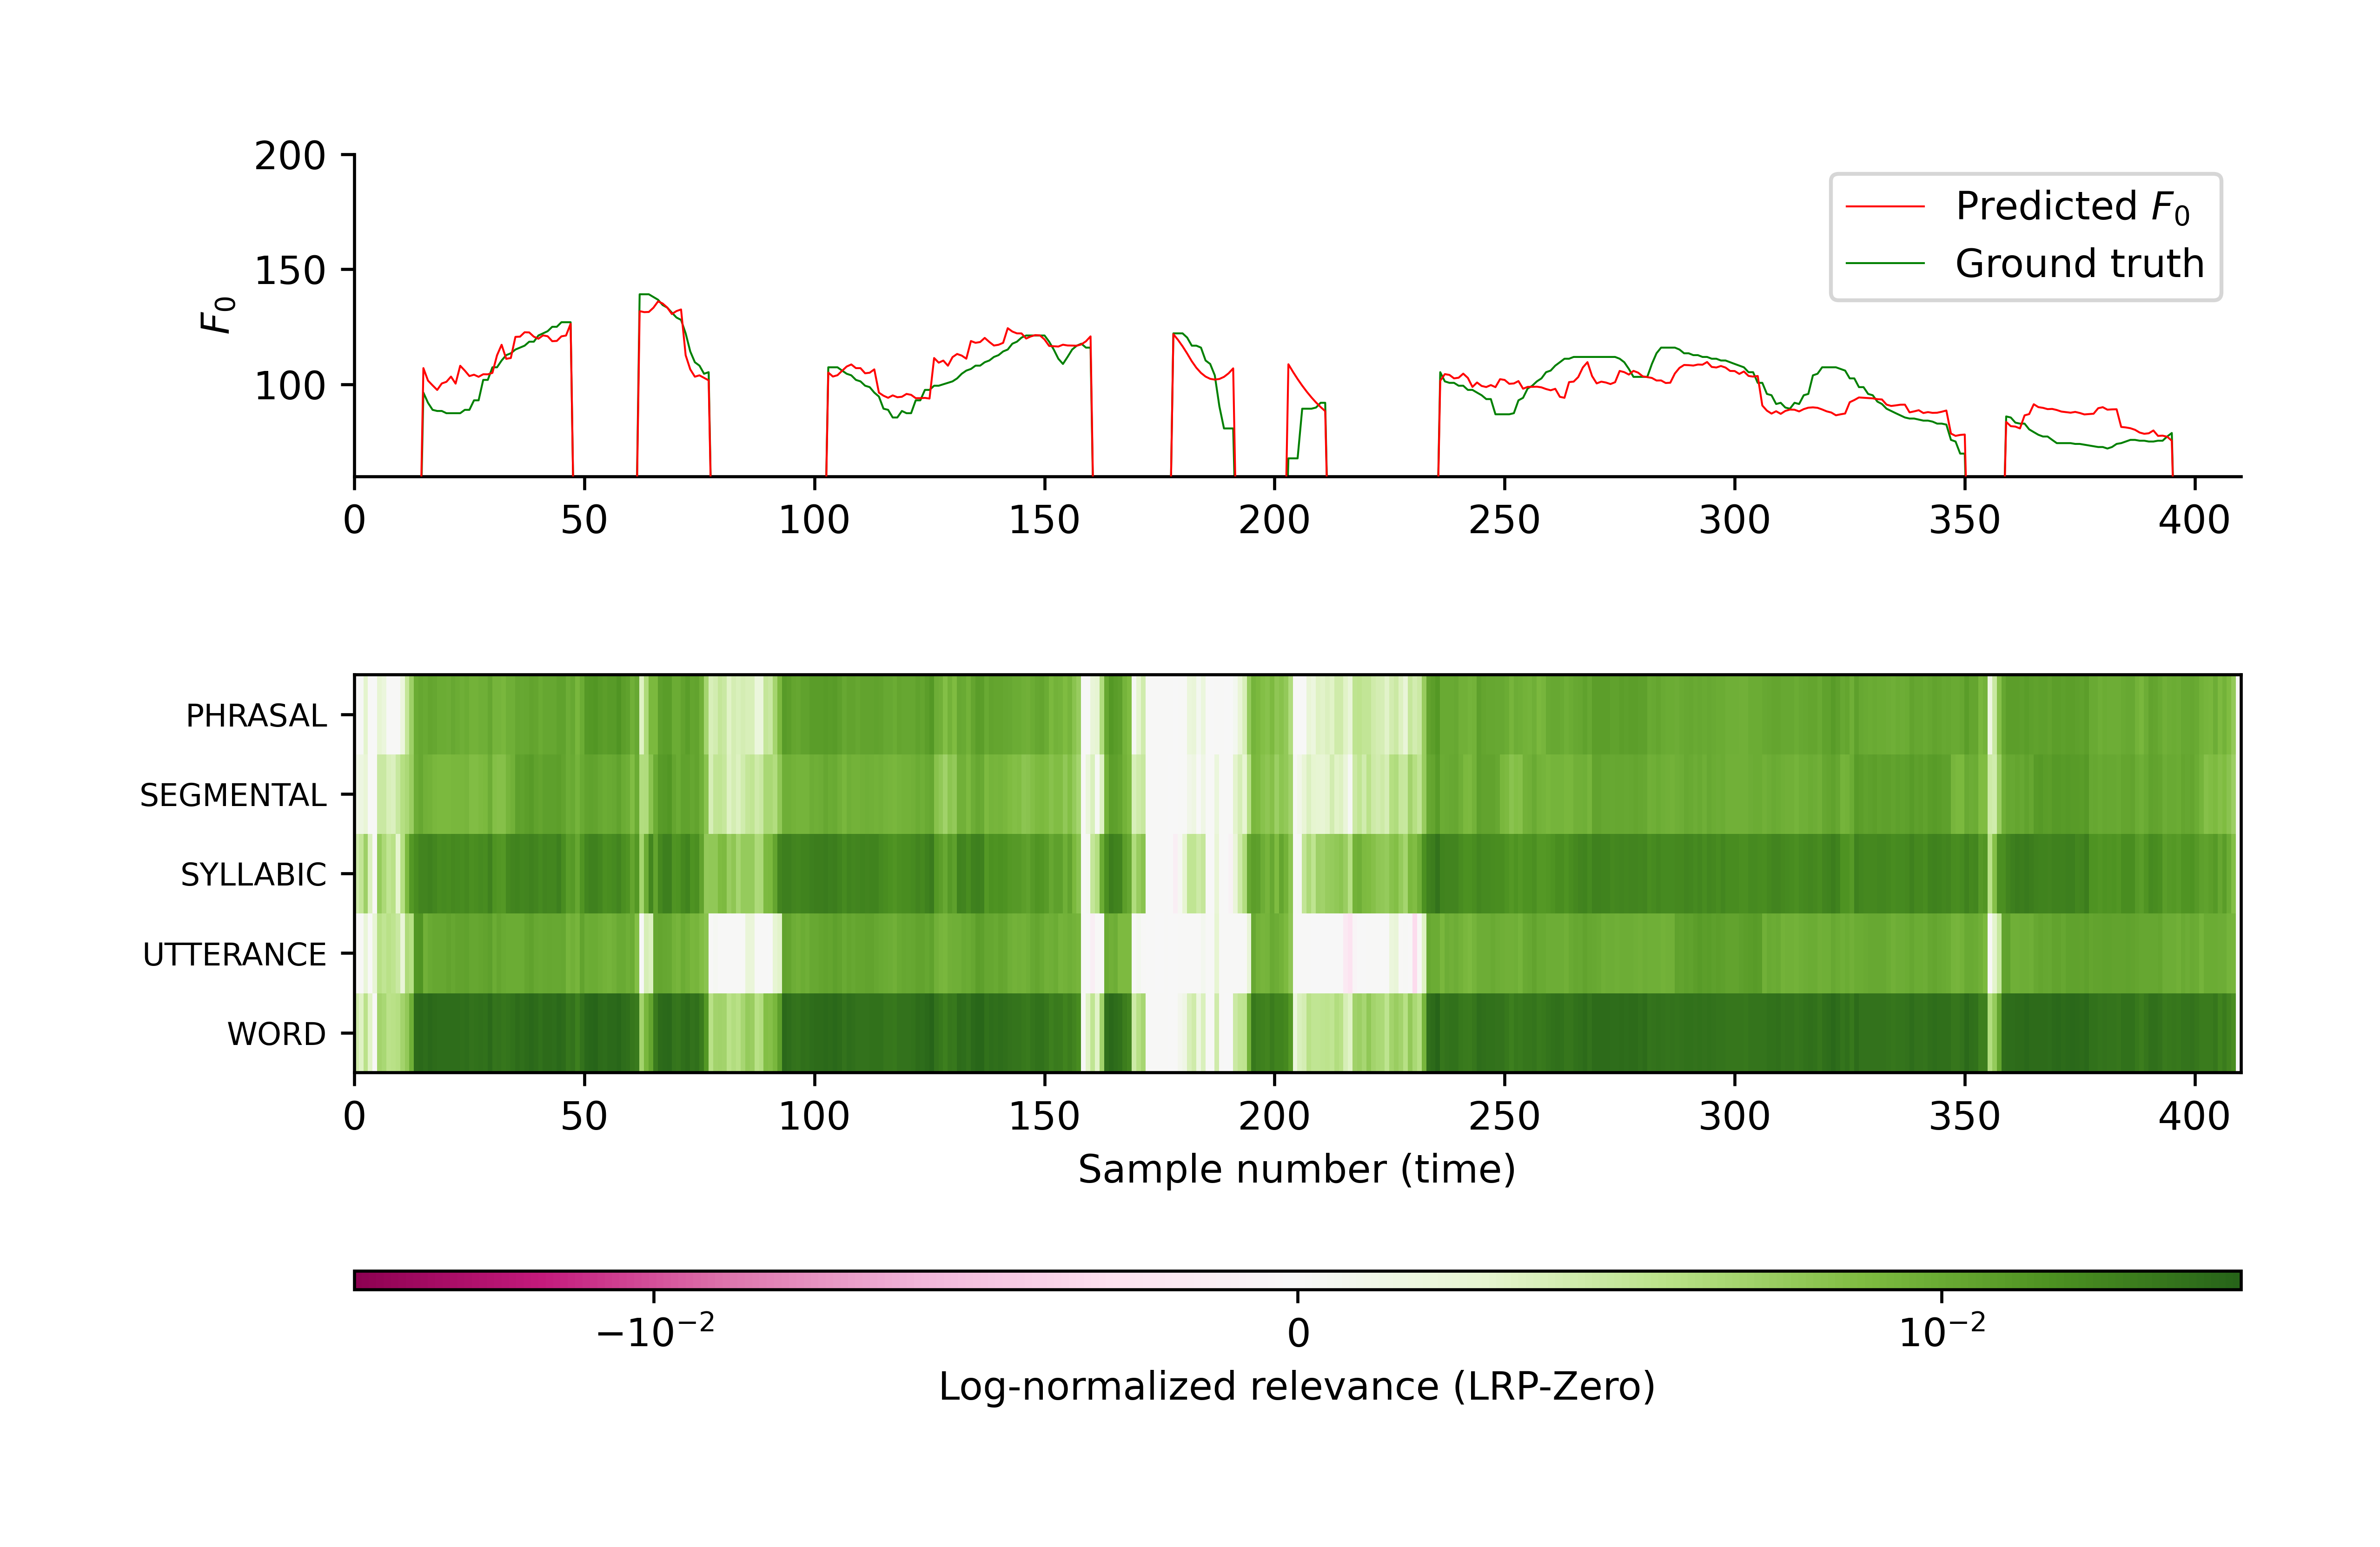 200
150
100
F₀
Predicted F₀
Ground truth
0 50 100 150 200 250 300 350 400
PHRASAL
SEGMENTAL
SYLLABIC
UTTERANCE
WORD
0 50 100 150 200 250 300 350 400
Sample number (time)
−10⁻² 0 10⁻²
Log-normalized relevance (LRP-Zero)